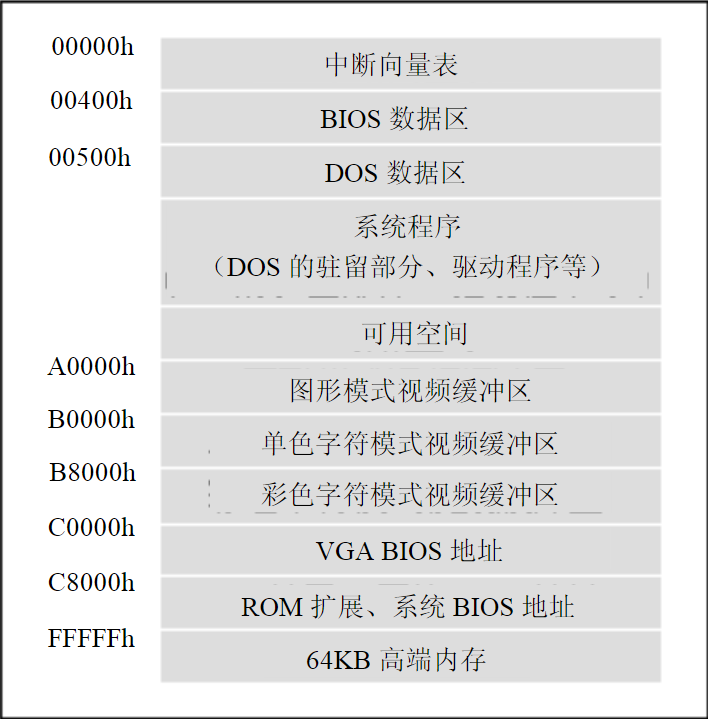 00000h
中断向量表
00400h
BIOS 数据区
00500h
DOS 数据区
系统程序
（DOS 的驻留部分、驱动程序等）
可用空间
A0000h
图形模式视频缓冲区
B0000h
单色字符模式视频缓冲区
B8000h
彩色字符模式视频缓冲区
C0000h
VGA BIOS 地址
C8000h
ROM 扩展、系统 BIOS 地址
FFFFFh
64KB 高端内存